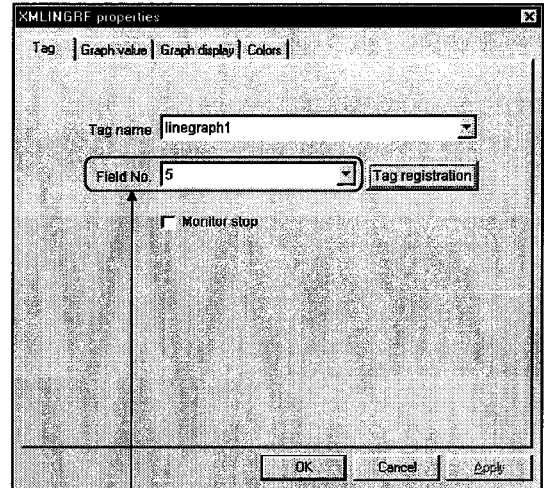 XMLINGRF properties
Tag Graph value Graph display Colors
Tag name linegraph1
Field No. 5 Tag registration
Monitor stop
OK Cancel Apply